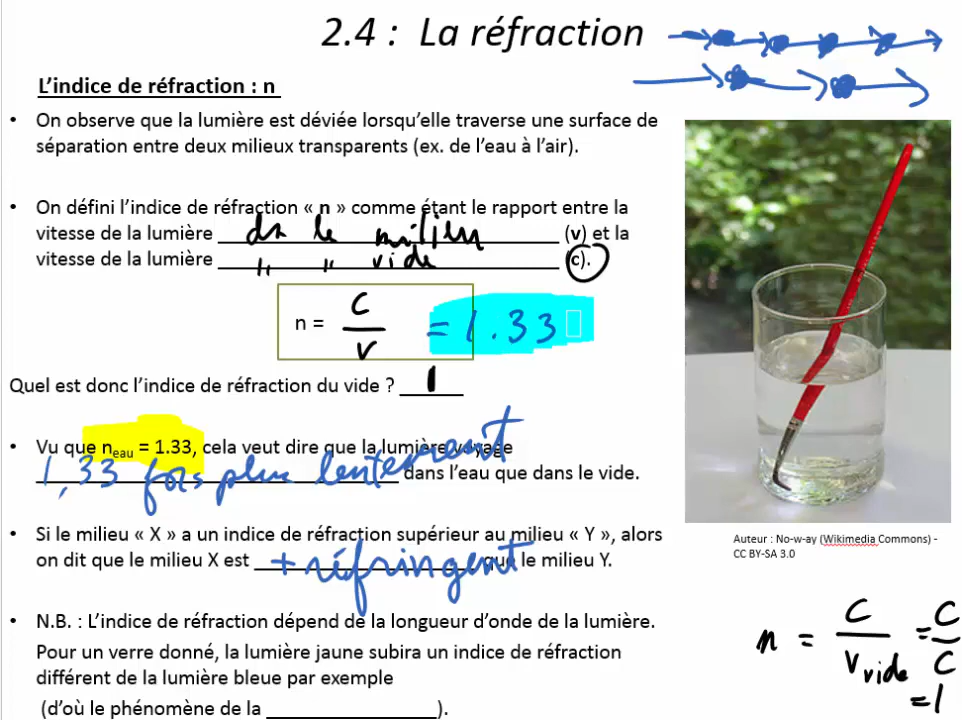 2.4 : La réfraction
L'indice de réfraction : n
• On observe que la lumière est déviée lorsqu'elle traverse une surface de
séparation entre deux milieux transparents (ex. de l'eau à l'air).
• On défini l'indice de réfraction « n » comme étant le rapport entre la
vitesse de la lumière ds le milieu (v) et la
vitesse de la lumière " " vide (c).
n = c/v = 1.33
Quel est donc l'indice de réfraction du vide ? 1
• Vu que neau = 1.33, cela veut dire que la lumière voyage
1,33 fois plus lentement dans l'eau que dans le vide.
• Si le milieu « X » a un indice de réfraction supérieur au milieu « Y », alors
on dit que le milieu X est + réfringent que le milieu Y.
• N.B. : L'indice de réfraction dépend de la longueur d'onde de la lumière.
Pour un verre donné, la lumière jaune subira un indice de réfraction
différent de la lumière bleue par exemple
(d'où le phénomène de la ________________).
Auteur : No-w-ay (Wikimedia Commons) -
CC BY-SA 3.0
n = c/v vide = c/c
= 1